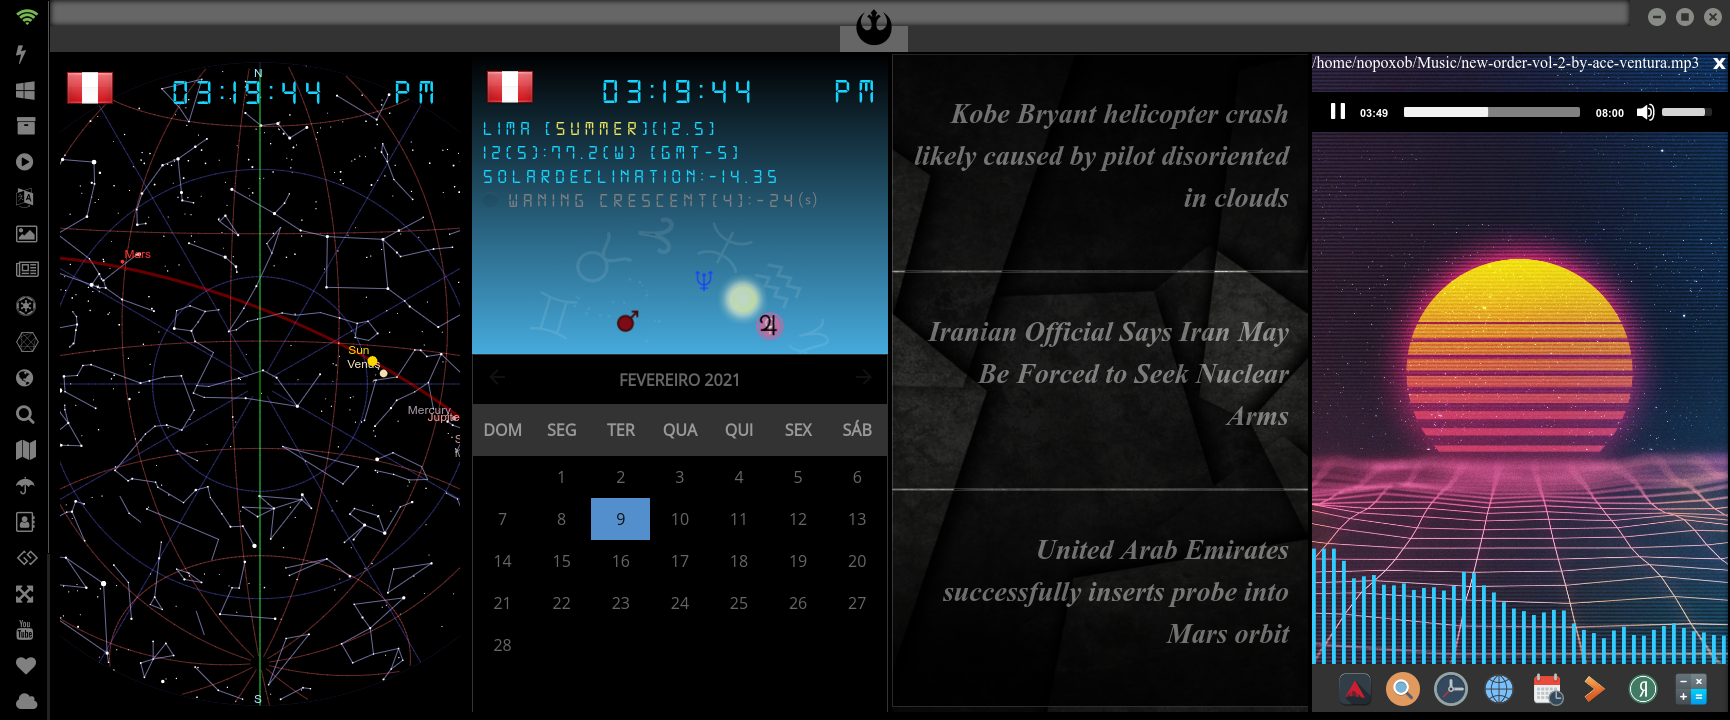 N
03:19:44 PM
Mars
Sun
Venus
Mercury
Jupite
S
03:19:44 PM
LIMA [SUMMER][12.5]
12(S):77.2(W) [GMT-5]
SOLARDECLINATION:-14.35
WANING CRESCENT[4]:-24(s)
FEVEREIRO 2021
DOM SEG TER QUA QUI SEX SÁB
1 2 3 4 5 6
7 8 9 10 11 12 13
14 15 16 17 18 19 20
21 22 23 24 25 26 27
28
Kobe Bryant helicopter crash
likely caused by pilot disoriented
in clouds
Iranian Official Says Iran May
Be Forced to Seek Nuclear
Arms
United Arab Emirates
successfully inserts probe into
Mars orbit
/home/nopoxob/Music/new-order-vol-2-by-ace-ventura.mp3 x
03:49 08:00
You
Tube
Я